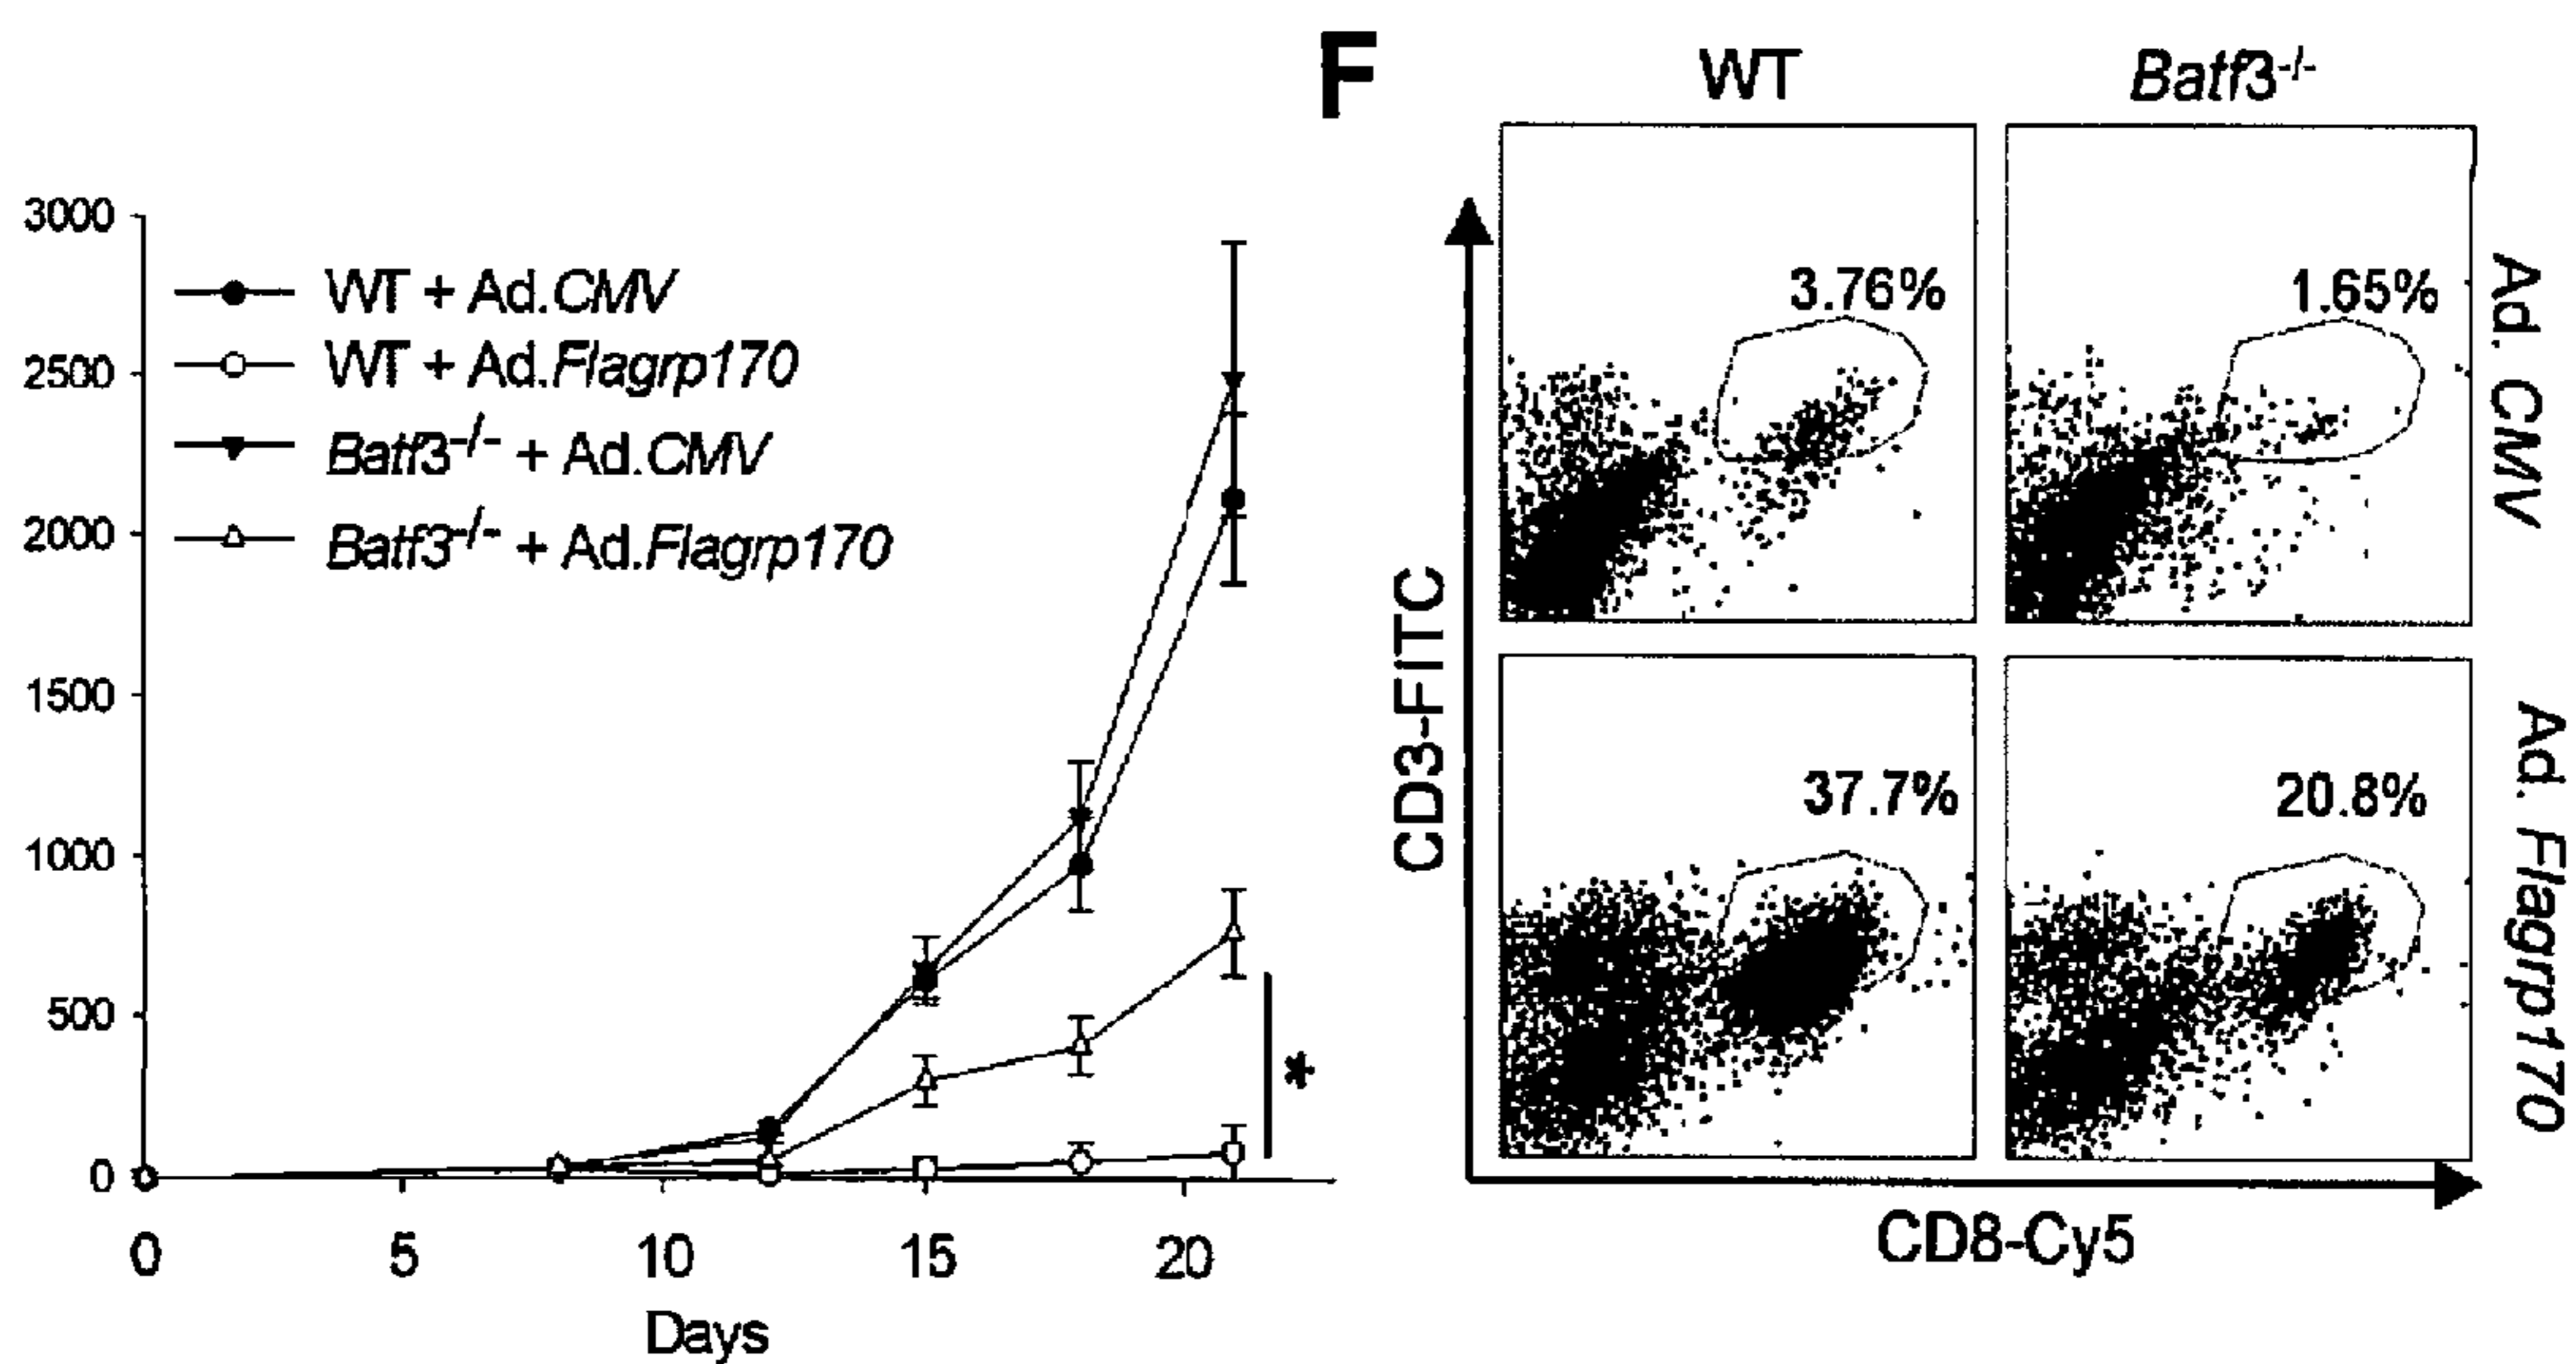 3000
2500
2000
1500
1000
500
0
WT + Ad.CMV
WT + Ad.Flagrp170
Batf3-/- + Ad.CMV
Batf3-/- + Ad.Flagrp170
*
0 5 10 15 20
Days
F
WT Batf3-/-
3.76% 1.65%
Ad. CMV
37.7% 20.8%
Ad. Flagrp170
CD3-FITC
CD8-Cy5